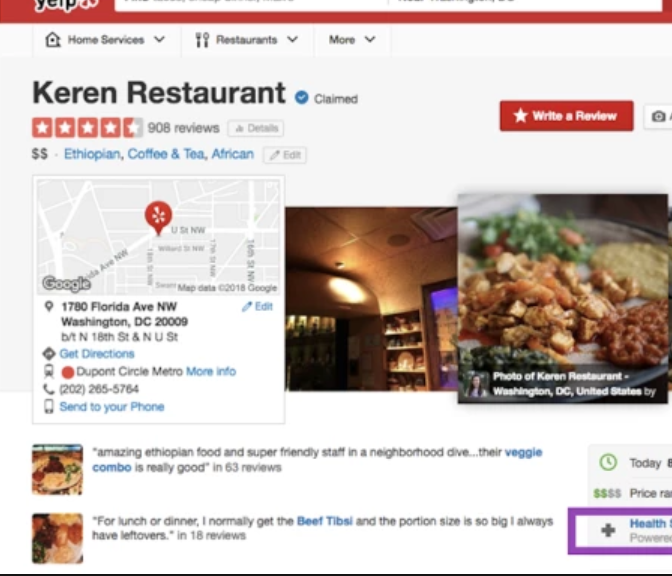 yelp
Home Services
Restaurants
More
Keren Restaurant
Claimed
908 reviews
Details
Write a Review
$$ · Ethiopian, Coffee & Tea, African
Edit
U St NW
Willard St NW
18th St NW
17th St NW
16th St NW
Google
Map data ©2018 Google
1780 Florida Ave NW
Edit
Washington, DC 20009
b/t N 18th St & N U St
Get Directions
Dupont Circle Metro More info
(202) 265-5764
Send to your Phone
Photo of Keren Restaurant -
Washington, DC, United States by
"amazing ethiopian food and super friendly staff in a neighborhood dive...their veggie
combo is really good" in 63 reviews
"For lunch or dinner, I normally get the Beef Tibsi and the portion size is so big I always
have leftovers." in 18 reviews
Today
$$$$ Price
Health
Powere